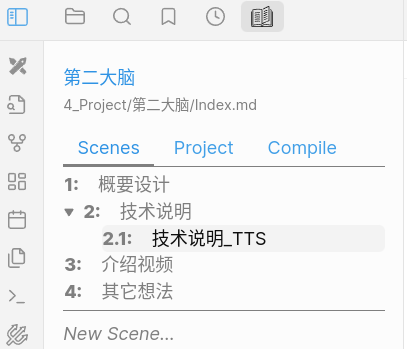 第二大脑
4_Project/第二大脑/Index.md
Scenes Project Compile
1: 概要设计
2: 技术说明
2.1: 技术说明_TTS
3: 介绍视频
4: 其它想法
New Scene...